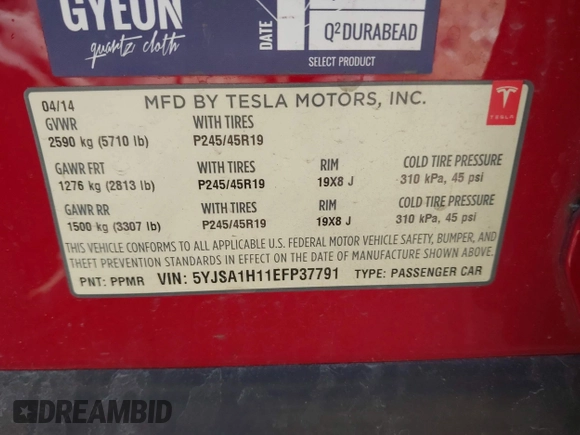 GYEON
quartz cloth
DATE
Q²DURABEAD
SELECT PRODUCT
04/14
MFD BY TESLA MOTORS, INC.
TESLA
GVWR WITH TIRES
2590 kg (5710 lb) P245/45R19
GAWR FRT WITH TIRES RIM COLD TIRE PRESSURE
1276 kg (2813 lb) P245/45R19 19X8 J 310 kPa, 45 psi
GAWR RR WITH TIRES RIM COLD TIRE PRESSURE
1500 kg (3307 lb) P245/45R19 19X8 J 310 kPa, 45 psi
THIS VEHICLE CONFORMS TO ALL APPLICABLE U.S. FEDERAL MOTOR VEHICLE SAFETY, BUMPER, AND
THEFT PREVENTION STANDARDS IN EFFECT ON THE DATE OF MANUFACTURE SHOWN ABOVE.
PNT: PPMR VIN: 5YJSA1H11EFP37791 TYPE: PASSENGER CAR
DREAMBID